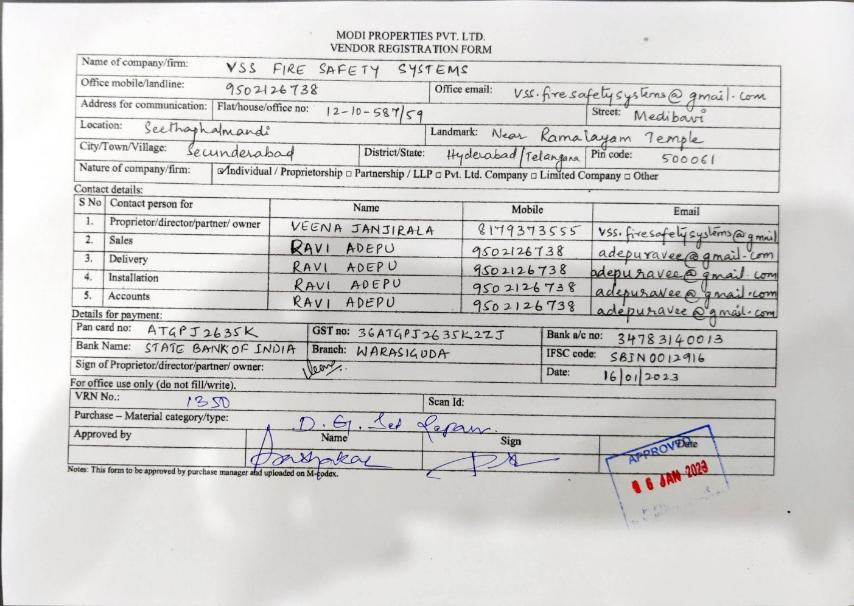 MODI PROPERTIES PVT. LTD.
VENDOR REGISTRATION FORM
Name of company/firm: VSS FIRE SAFETY SYSTEMS
Office mobile/landline: 9502126738 Office email: vss.firesafetysystems@gmail.com
Address for communication: Flat/house/office no: 12-10-587/59 Street: Medibavi
Location: Seethaphalmandi Landmark: Near Ramalayam Temple
City/Town/Village: Secunderabad District/State: Hyderabad/Telangana Pin code: 500061
Nature of company/firm: ☑Individual / Proprietorship □ Partnership / LLP □ Pvt. Ltd. Company □ Limited Company □ Other
Contact details:
S No Contact person for Name Mobile Email
1. Proprietor/director/partner/ owner VEENA JANJIRALA 8179373555 vss.firesafetysystems@gmail
2. Sales RAVI ADEPU 9502126738 adepuravee@gmail.com
3. Delivery RAVI ADEPU 9502126738 adepuravee@gmail.com
4. Installation RAVI ADEPU 9502126738 adepuravee@gmail.com
5. Accounts RAVI ADEPU 9502126738 adepuravee@gmail.com
Details for payment:
Pan card no: ATGPJ2635K GST no: 36ATGPJ2635K2ZJ Bank a/c no: 34783140013
Bank Name: STATE BANK OF INDIA Branch: WARASIGUDA IFSC code: SBIN0012916
Sign of Proprietor/director/partner/ owner: Date: 16/01/2023
For office use only (do not fill/write).
VRN No.: 1350 Scan Id:
Purchase – Material category/type: D. G. Set
Approved by Name Sign Date
APPROVED
16 JAN 2023
Notes: This form to be approved by purchase manager and uploaded on M-codex.